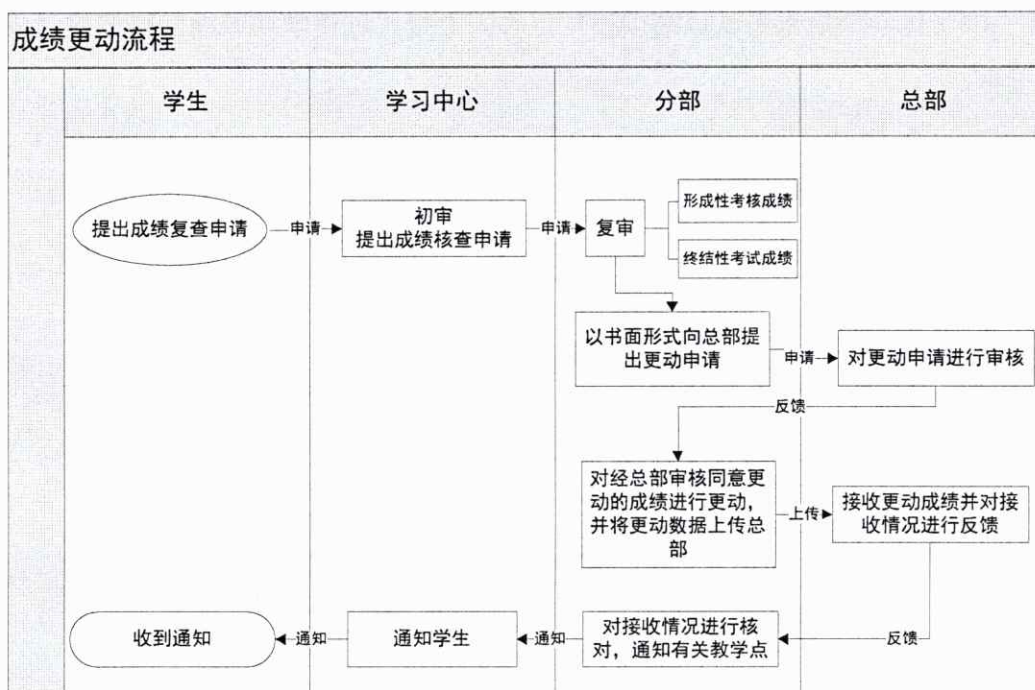 成绩更动流程
学生
学习中心
分部
总部
提出成绩复查申请
申请
初审
提出成绩核查申请
申请
复审
形成性考核成绩
终结性考试成绩
以书面形式向总部提
出更动申请
申请
对更动申请进行审核
反馈
对经总部审核同意更
动的成绩进行更动，
并将更动数据上传总
部
上传
接收更动成绩并对接
收情况进行反馈
反馈
对接收情况进行核
对，通知有关教学点
通知
通知学生
通知
收到通知